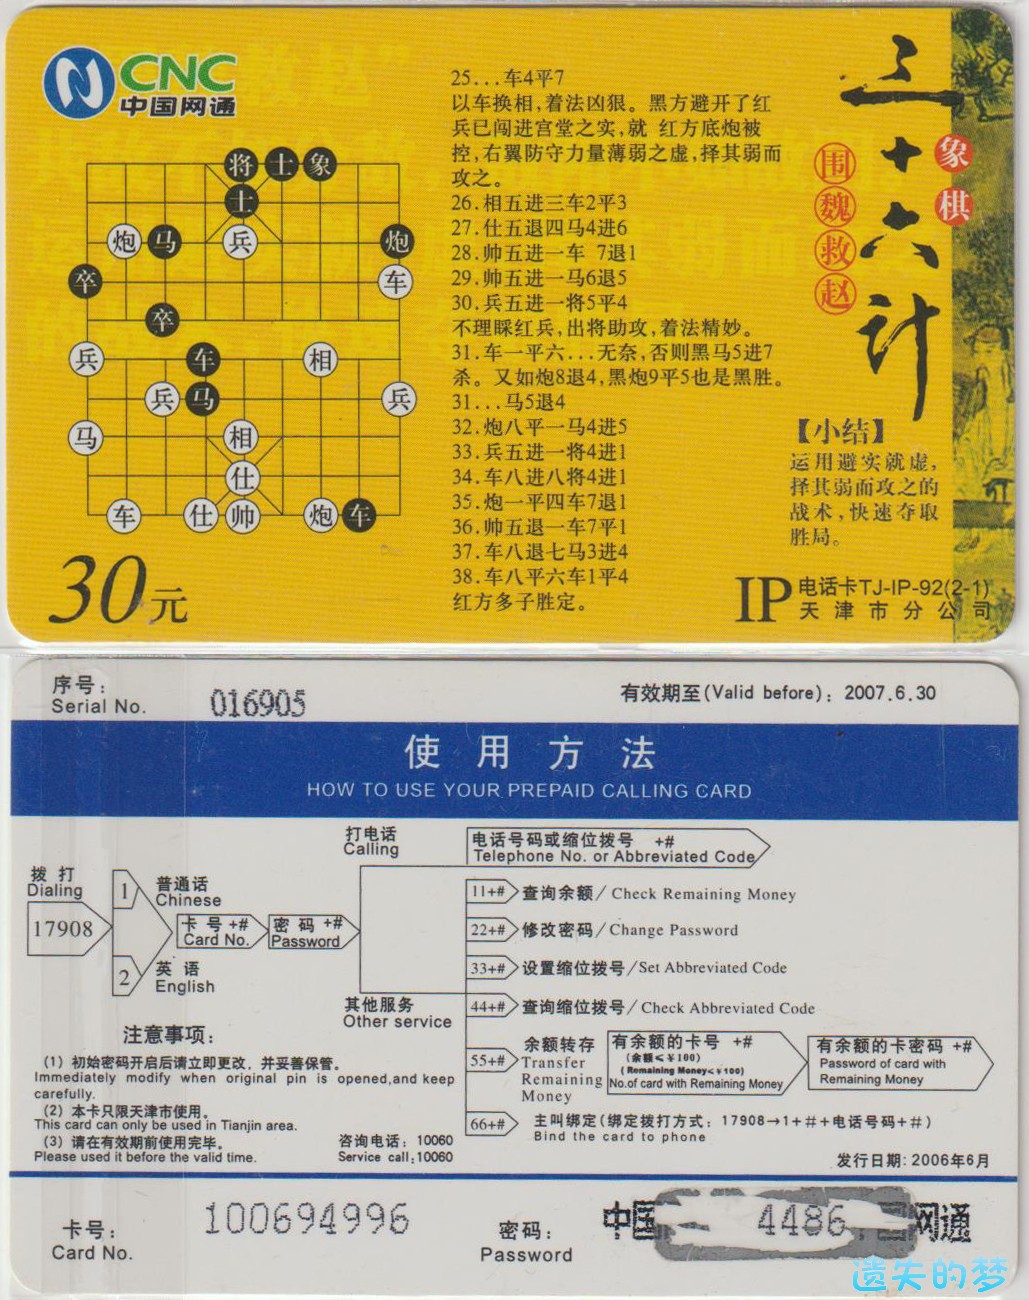 CNC
中国网通
将 士 象
士
炮 马 兵 炮
卒 车
卒
兵 车 相
兵 马 兵
马 相
仕
车 仕 帅 炮 车
30元
25...车4平7
以车换相,着法凶狠。黑方避开了红
兵已闯进宫堂之实,就 红方底炮被
控,右翼防守力量薄弱之虚,择其弱而
攻之。
26.相五进三车2平3
27.仕五退四马4进6
28.帅五进一车 7退1
29.帅五进一马6退5
30.兵五进一将5平4
不理睬红兵,出将助攻,着法精妙。
31.车一平六...无奈,否则黑马5进7
杀。又如炮8退4,黑炮9平5也是黑胜。
31...马5退4
32.炮八平一马4进5
33.兵五进一将4进1
34.车八进八将4进1
35.炮一平四车7退1
36.帅五退一车7平1
37.车八退七马3进4
38.车八平六车1平4
红方多子胜定。
三十六计
象棋
围魏救赵
【小结】
运用避实就虚,
择其弱而攻之的
战术,快速夺取
胜局。
IP 电话卡TJ-IP-92(2-1)
天津市分公司
序号:
Serial No.
016905
有效期至(Valid before): 2007.6.30
使用方法
HOW TO USE YOUR PREPAID CALLING CARD
拨打
Dialing
17908
1
普通话
Chinese
2
英语
English
卡号+#
Card No.
密码+#
Password
打电话
Calling
电话号码或缩位拨号 +#
Telephone No. or Abbreviated Code
其他服务
Other service
11+# 查询余额/Check Remaining Money
22+# 修改密码/Change Password
33+# 设置缩位拨号/Set Abbreviated Code
44+# 查询缩位拨号/Check Abbreviated Code
55+# 余额转存
Transfer
Remaining
Money
有余额的卡号 +#
(余额≤￥100)
(Remaining Money≤￥100)
No.of card with Remaining Money
有余额的卡密码 +#
Password of card with
Remaining Money
66+# 主叫绑定(绑定拨打方式: 17908→1+#+电话号码+#)
Bind the card to phone
注意事项:
(1) 初始密码开启后请立即更改, 并妥善保管。
Immediately modify when original pin is opened,and keep
carefully.
(2) 本卡只限天津市使用。
This card can only be used in Tianjin area.
(3) 请在有效期前使用完毕。
Please used it before the valid time.
咨询电话: 10060
Service call:10060
发行日期: 2006年6月
卡号:
Card No.
100694996
密码:
Password
中国
4486
网通
遗失的梦